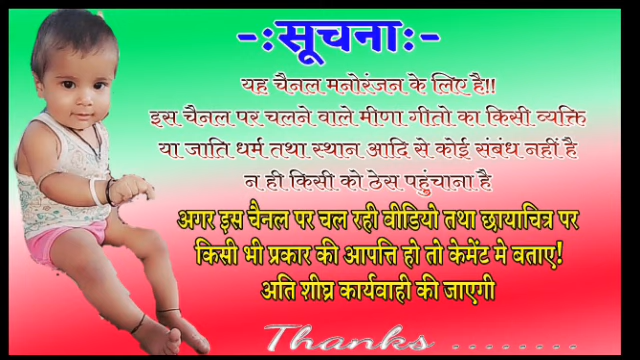 -ःसूचनाः-
यह चैनल मनोरंजन के लिए है!!
इस चैनल पर चलने वाले मीणा गीतो का किसी व्यक्ति
या जाति धर्म तथा स्थान आदि से कोई संबंध नहीं है
न ही किसी को ठेस पहुंचाना है
अगर इस चैनल पर चल रही वीडियो तथा छायाचित्र पर
किसी भी प्रकार की आपत्ति हो तो केमेंट मे बताए!
अति शीघ्र कार्यवाही की जाएगी
Thanks ........